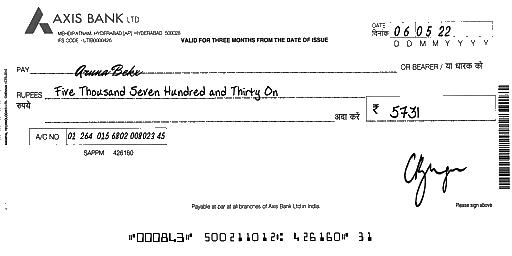 AXIS BANK LTD
MEHDIPATNAM, HYDERABAD [AP] HYDERABAD 500028
IFS CODE - UTIB0000426
VALID FOR THREE MONTHS FROM THE DATE OF ISSUE
DATE
दिनांक 06 05 22
D D M M Y Y Y Y
PAY Aruna Beke OR BEARER / या धारक को
RUPEES Five Thousand Seven Hundred and Thirty On
रुपये अदा करें ₹ 5731
A/C NO 01 264 015 6802 008023 45
SAPPM 426160
Payable at par at all branches of Axis Bank Ltd in India.
Please sign above
"000843" 500211012: 426160" 31